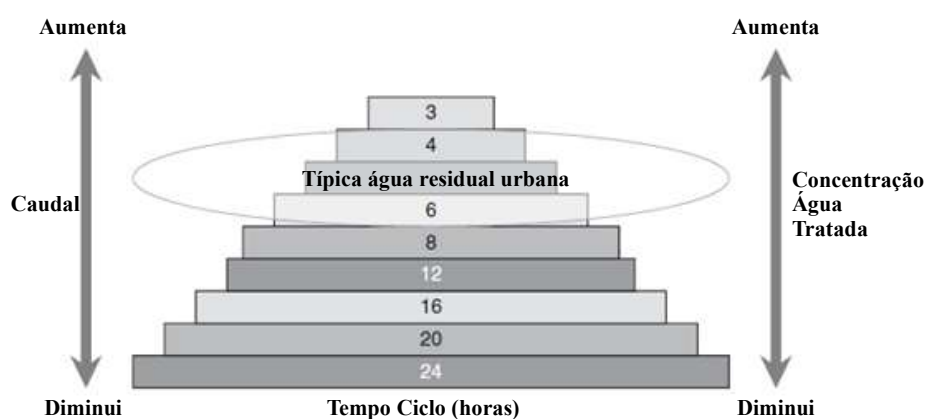 Aumenta
Aumenta
3
4
Típica água residual urbana
6
8
12
16
20
24
Caudal
Concentração
Água
Tratada
Diminui
Tempo Ciclo (horas)
Diminui